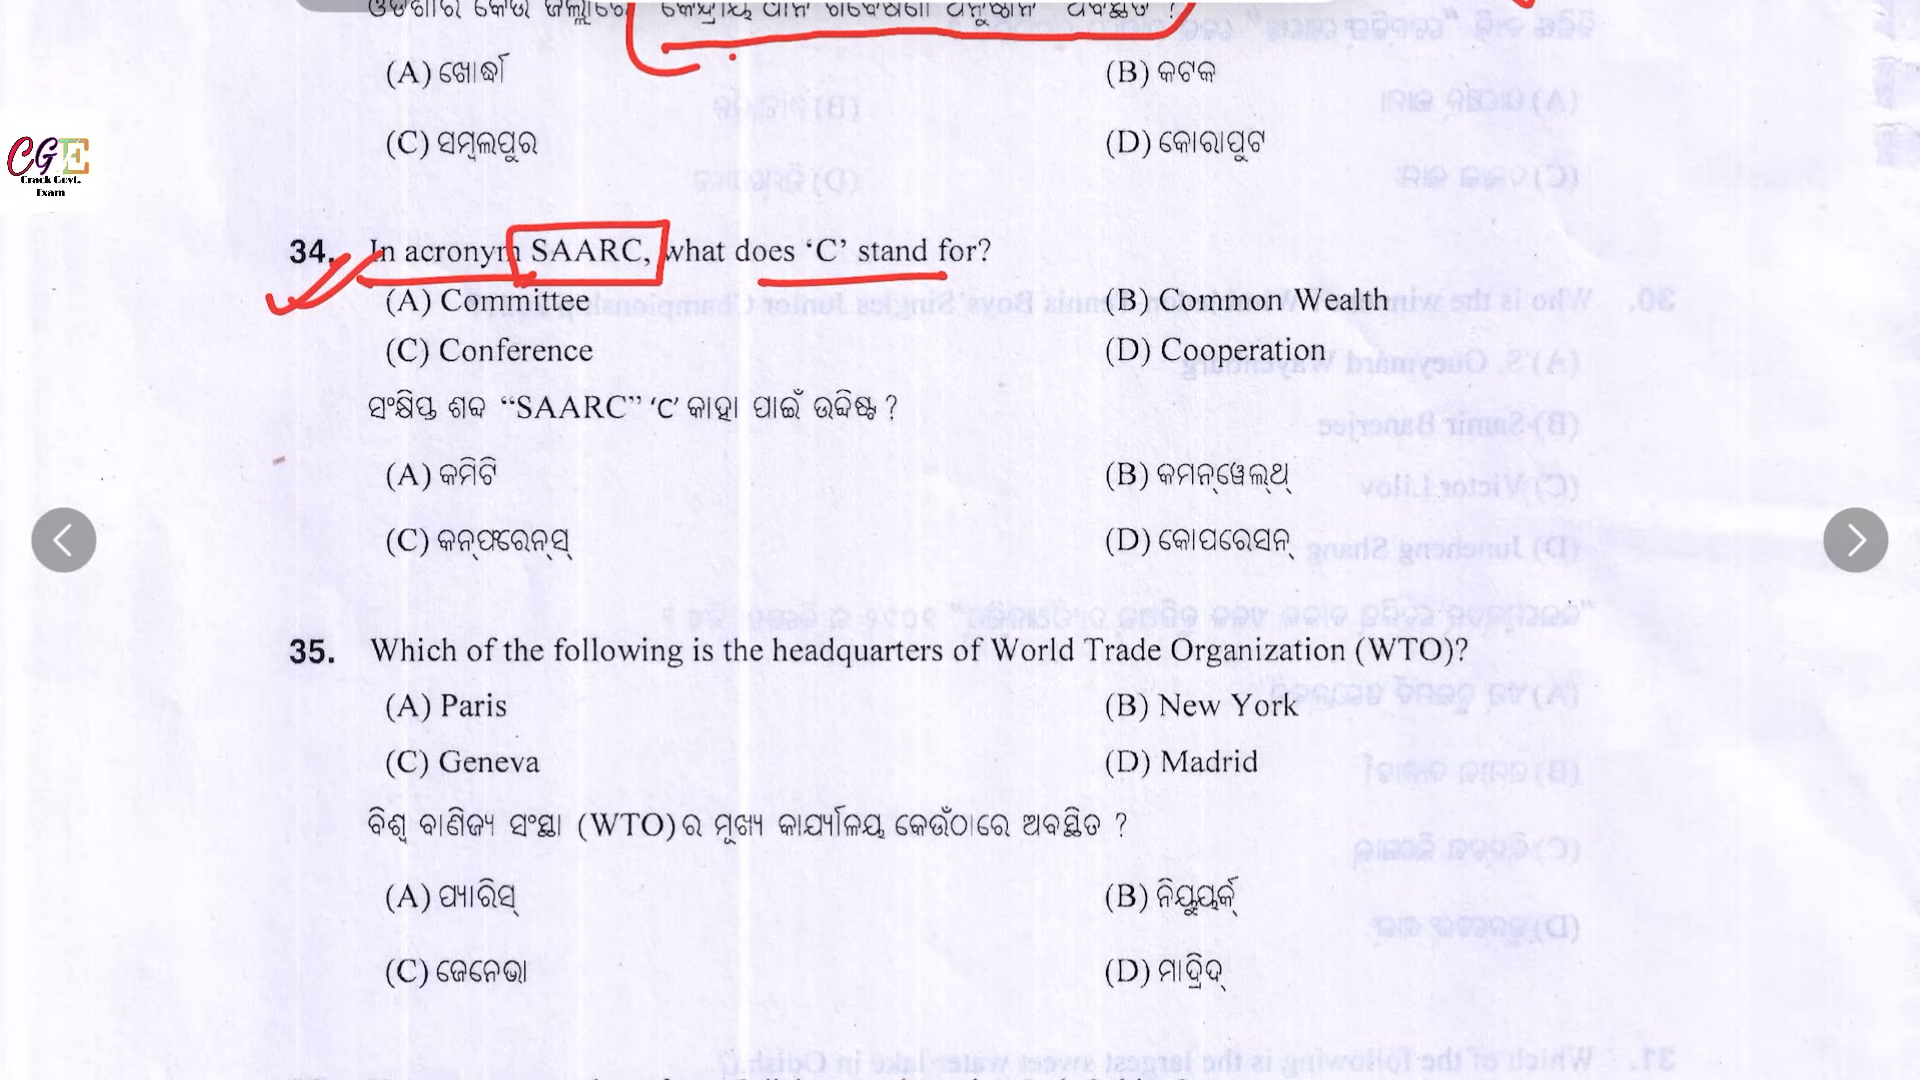 (A) ଖୋର୍ଦ୍ଧା
(B) କଟକ
(C) ସମ୍ବଲପୁର
(D) କୋରାପୁଟ
CGE
Crack Govt.
Exam
34. In acronym SAARC, what does ‘C’ stand for?
(A) Committee
(B) Common Wealth
(C) Conference
(D) Cooperation
ସଂକ୍ଷିପ୍ତ ଶବ୍ଦ “SAARC” ‘C’ କାହା ପାଇଁ ଉଦ୍ଦିଷ୍ଟ ?
(A) କମିଟି
(B) କମନ୍‌ୱେଲ୍‌ଥ୍
(C) କନ୍‌ଫରେନ୍‌ସ୍
(D) କୋପରେସନ୍
35. Which of the following is the headquarters of World Trade Organization (WTO)?
(A) Paris
(B) New York
(C) Geneva
(D) Madrid
ବିଶ୍ୱ ବାଣିଜ୍ୟ ସଂସ୍ଥା (WTO) ର ମୁଖ୍ୟ କାର୍ଯ୍ୟାଳୟ କେଉଁଠାରେ ଅବସ୍ଥିତ ?
(A) ପ୍ୟାରିସ୍
(B) ନିୟୁୟର୍କ୍
(C) ଜେନେଭା
(D) ମାଦ୍ରିଦ୍